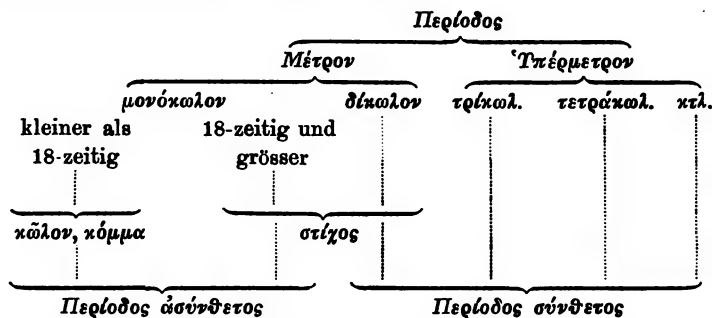 Περίοδος
Μέτρον Ὑπέρμετρον
μονόκωλον δίκωλον τρίκωλ. τετράκωλ. κτλ.
kleiner als 18-zeitig und
18-zeitig grösser
κῶλον, κόμμα στίχος
Περίοδος ἀσύνθετος Περίοδος σύνθετος